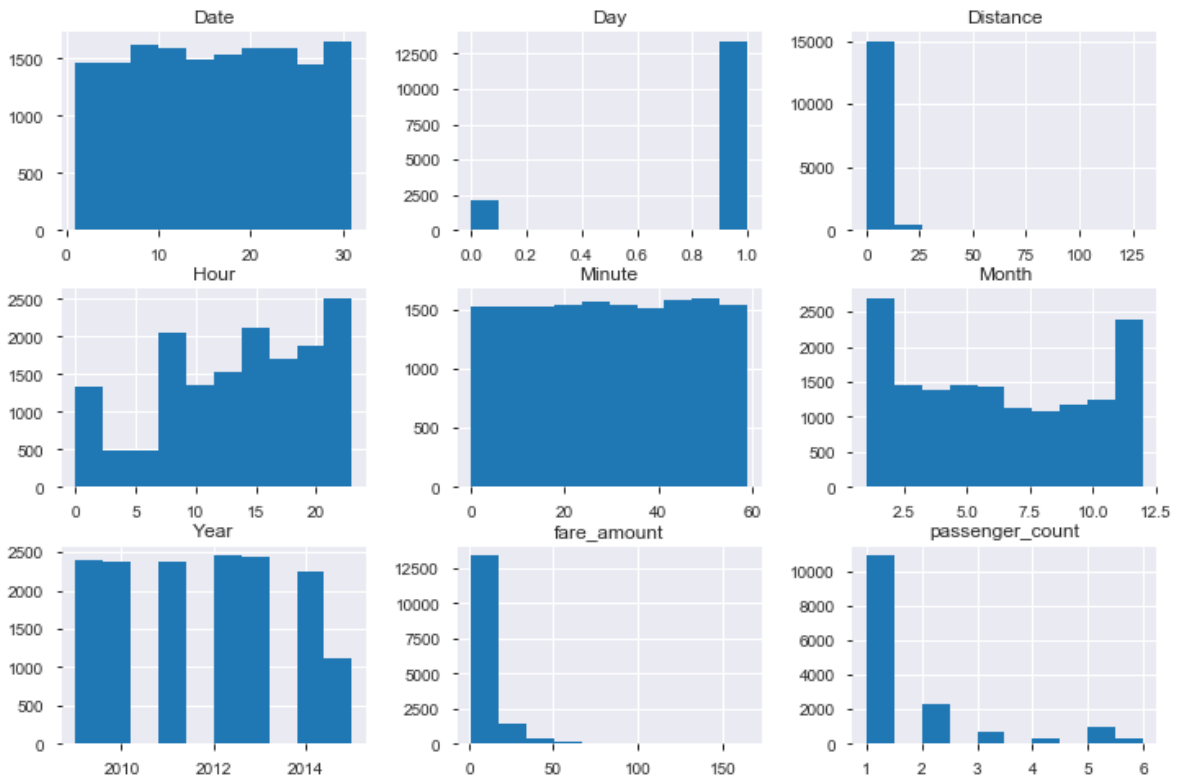 Date
1500
1000
500
0
0 10 20 30
Day
12500
10000
7500
5000
2500
0
0.0 0.2 0.4 0.6 0.8 1.0
Distance
15000
10000
5000
0
0 25 50 75 100 125
Hour
2500
2000
1500
1000
500
0
0 5 10 15 20
Minute
1500
1000
500
0
0 20 40 60
Month
2500
2000
1500
1000
500
0
2.5 5.0 7.5 10.0 12.5
Year
2500
2000
1500
1000
500
0
2010 2012 2014
fare_amount
12500
10000
7500
5000
2500
0
0 50 100 150
passenger_count
10000
8000
6000
4000
2000
0
1 2 3 4 5 6